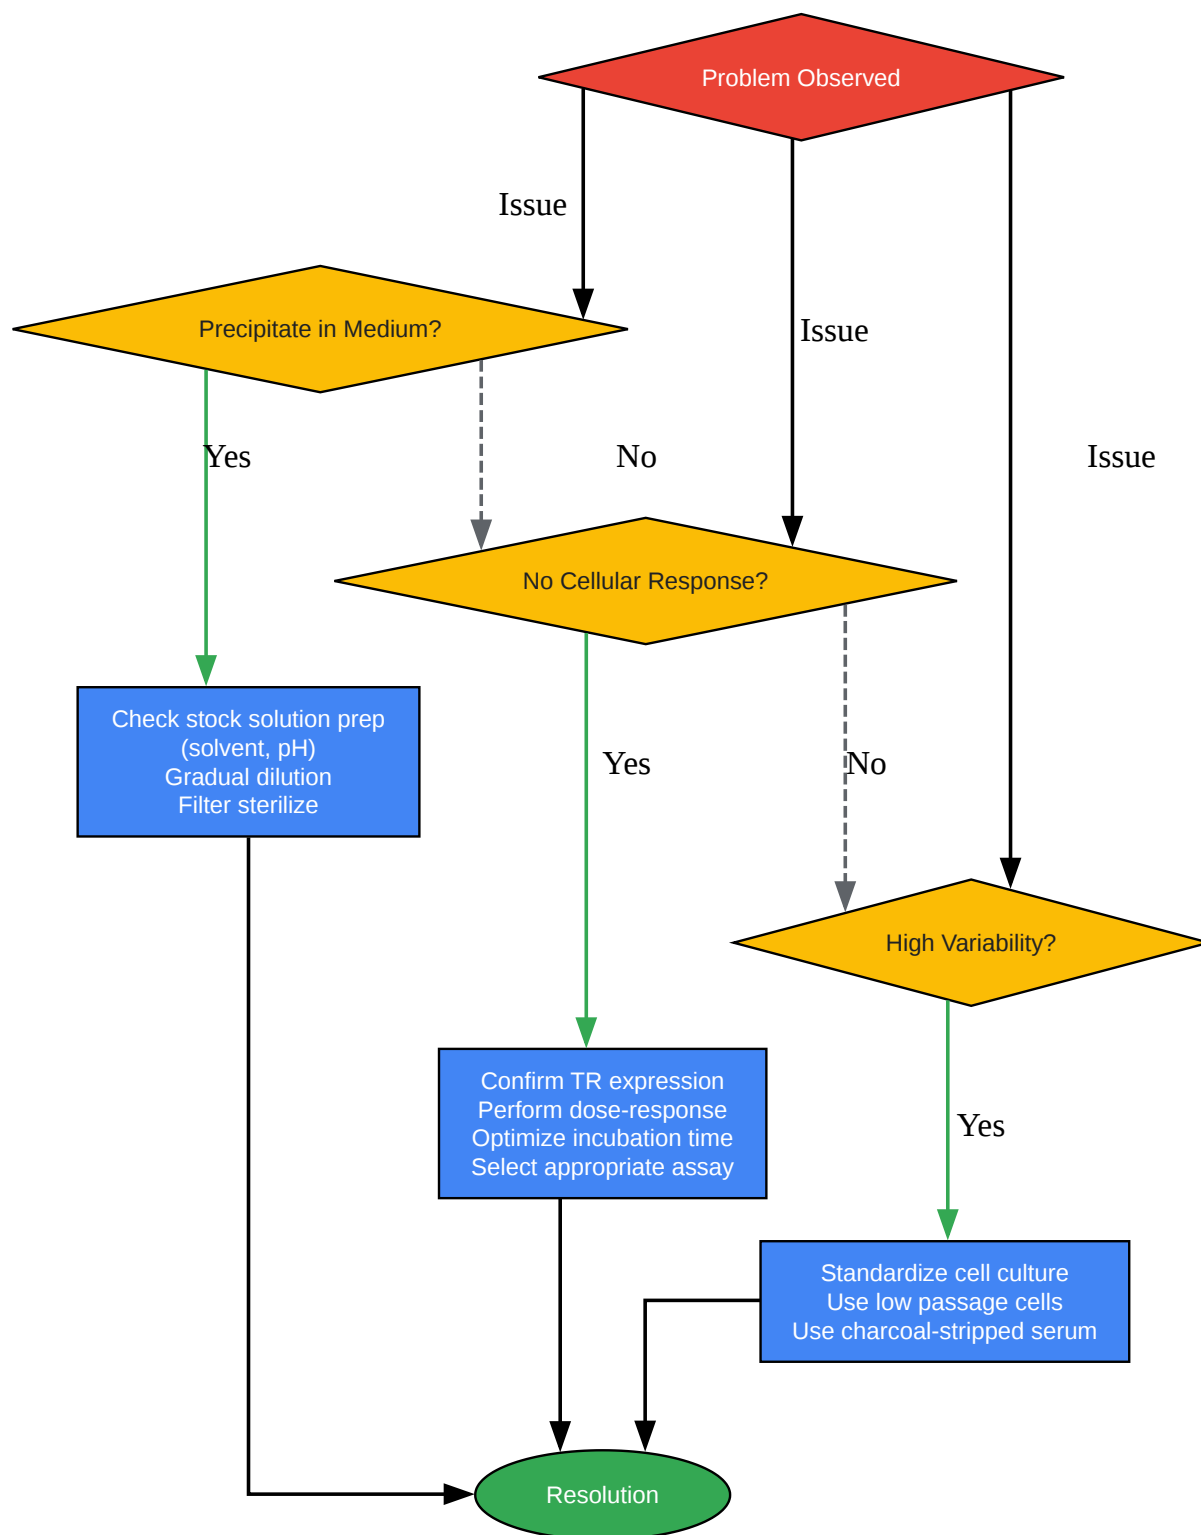 Problem Observed
Issue
Precipitate in Medium?
Issue
Yes
No
Issue
No Cellular Response?
Check stock solution prep
(solvent, pH)
Gradual dilution
Filter sterilize
Yes
No
High Variability?
Confirm TR expression
Perform dose-response
Optimize incubation time
Select appropriate assay
Yes
Standardize cell culture
Use low passage cells
Use charcoal-stripped serum
Resolution